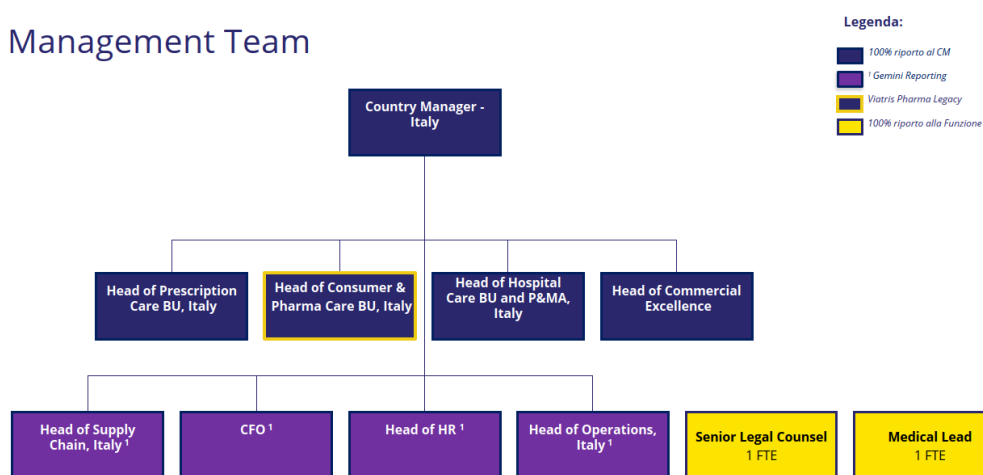 Management Team
Legenda:
100% riporto al CM
¹ Gemini Reporting
Viatris Pharma Legacy
100% riporto alla Funzione
Country Manager -
Italy
Head of Prescription
Care BU, Italy
Head of Consumer &
Pharma Care BU, Italy
Head of Hospital
Care BU and P&MA,
Italy
Head of Commercial
Excellence
Head of Supply
Chain, Italy ¹
CFO ¹
Head of HR ¹
Head of Operations,
Italy ¹
Senior Legal Counsel
1 FTE
Medical Lead
1 FTE